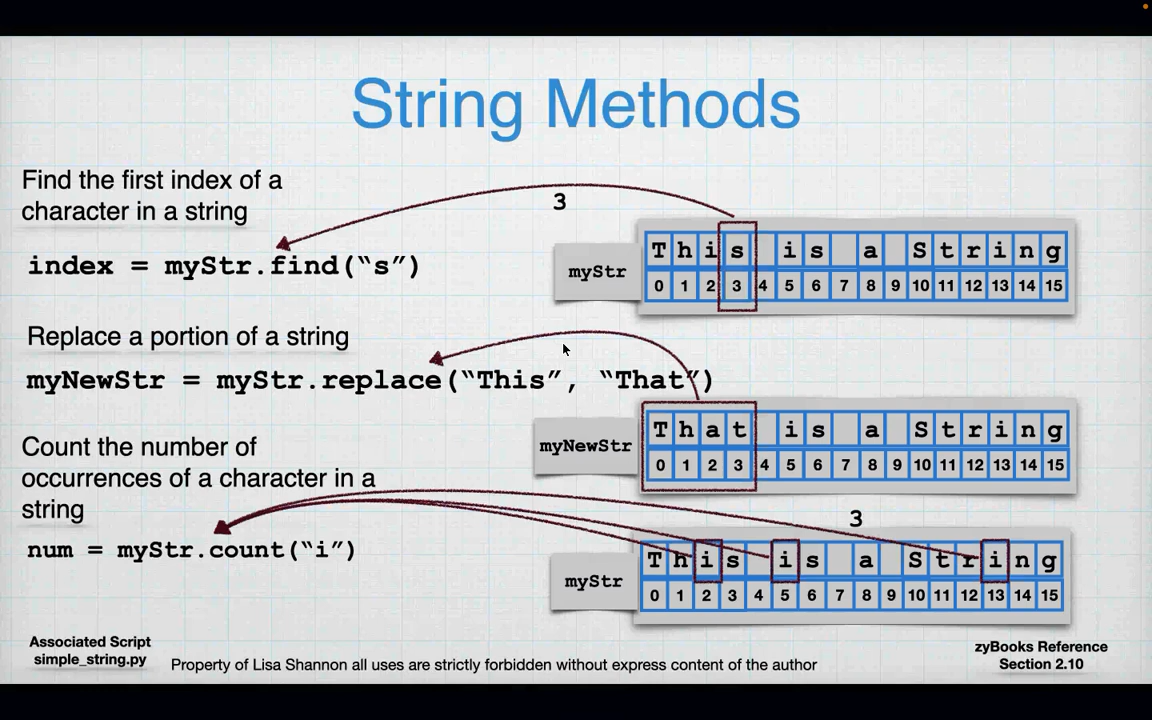 String Methods
Find the first index of a
character in a string
index = myStr.find(“s”)
3
myStr
T h i s i s a S t r i n g
0 1 2 3 4 5 6 7 8 9 10 11 12 13 14 15
Replace a portion of a string
myNewStr = myStr.replace(“This”, “That”)
myNewStr
T h a t i s a S t r i n g
0 1 2 3 4 5 6 7 8 9 10 11 12 13 14 15
Count the number of
occurrences of a character in a
string
num = myStr.count(“i”)
3
myStr
T h i s i s a S t r i n g
0 1 2 3 4 5 6 7 8 9 10 11 12 13 14 15
Associated Script
simple_string.py
Property of Lisa Shannon all uses are strictly forbidden without express content of the author
zyBooks Reference
Section 2.10